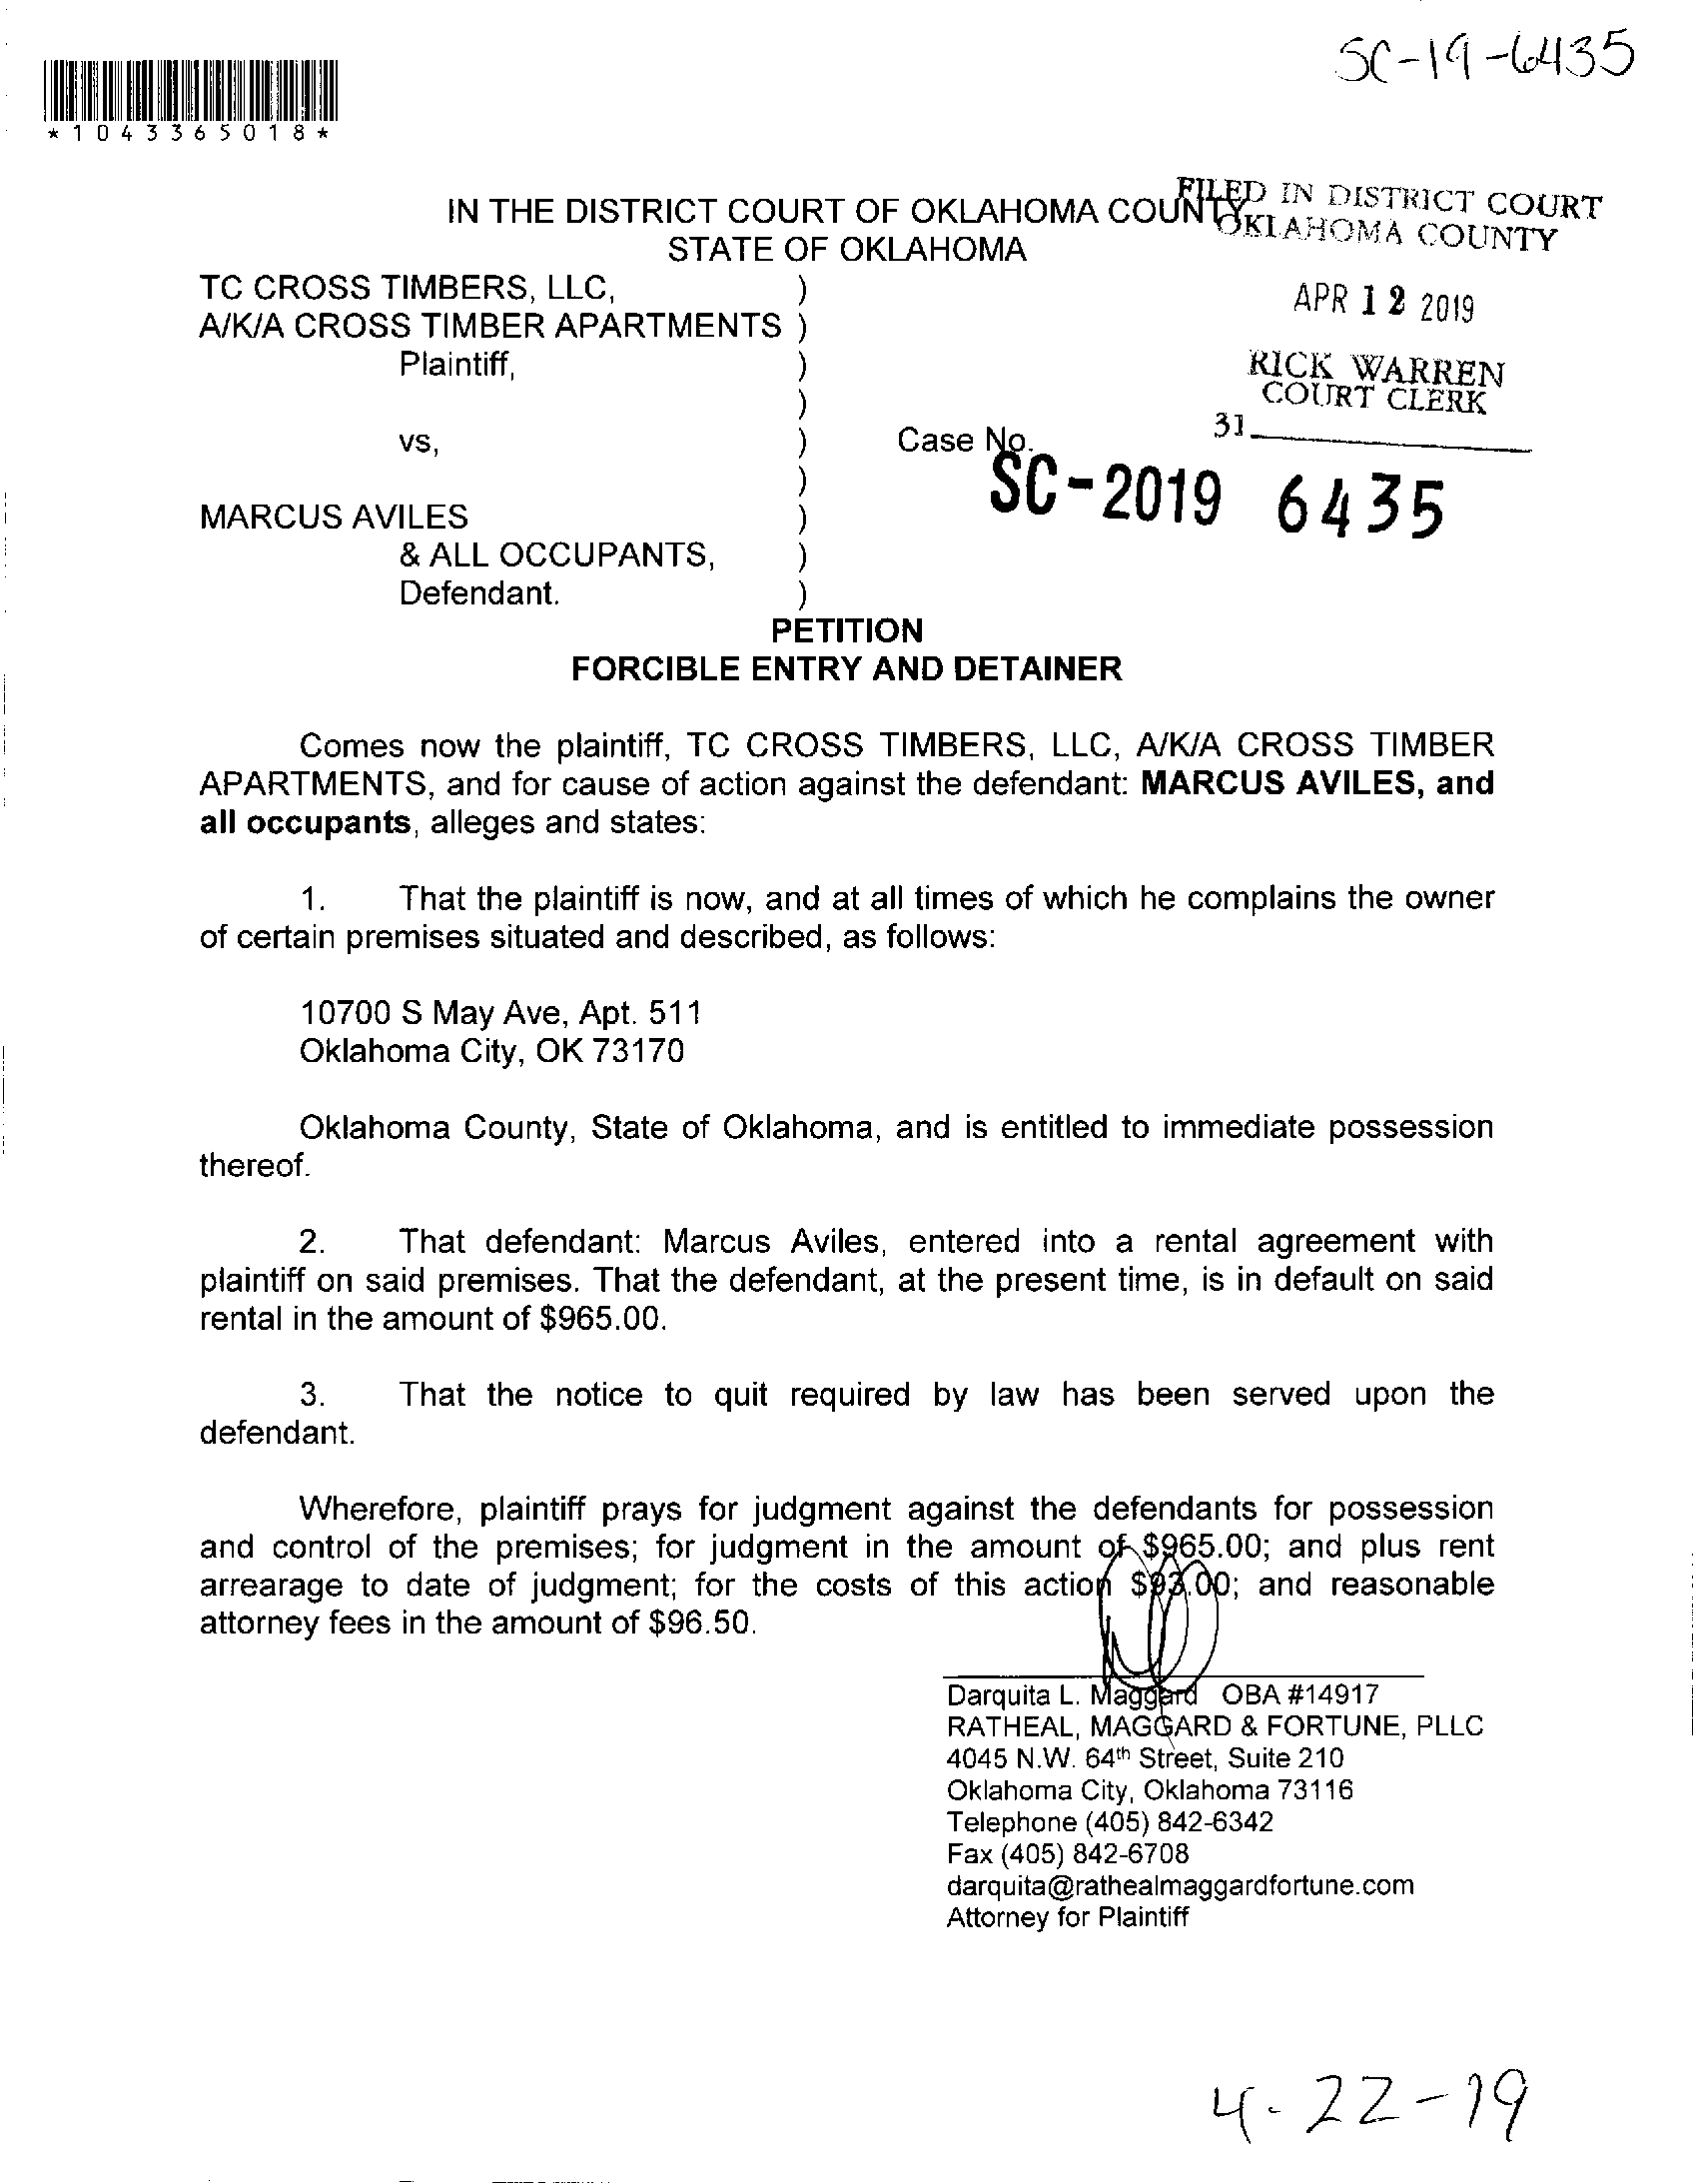 SC-19-6435
*1043365018*
IN THE DISTRICT COURT OF OKLAHOMA COUNTY
STATE OF OKLAHOMA
FILED IN DISTRICT COURT
OKLAHOMA COUNTY
APR 12 2019
RICK WARREN
COURT CLERK
31
TC CROSS TIMBERS, LLC, )
A/K/A CROSS TIMBER APARTMENTS )
Plaintiff, )
)
vs, ) Case No.
SC-2019 6435
)
MARCUS AVILES )
& ALL OCCUPANTS, )
Defendant. )
PETITION
FORCIBLE ENTRY AND DETAINER
Comes now the plaintiff, TC CROSS TIMBERS, LLC, A/K/A CROSS TIMBER
APARTMENTS, and for cause of action against the defendant: MARCUS AVILES, and
all occupants, alleges and states:
1. That the plaintiff is now, and at all times of which he complains the owner
of certain premises situated and described, as follows:
10700 S May Ave, Apt. 511
Oklahoma City, OK 73170
Oklahoma County, State of Oklahoma, and is entitled to immediate possession
thereof.
2. That defendant: Marcus Aviles, entered into a rental agreement with
plaintiff on said premises. That the defendant, at the present time, is in default on said
rental in the amount of $965.00.
3. That the notice to quit required by law has been served upon the
defendant.
Wherefore, plaintiff prays for judgment against the defendants for possession
and control of the premises; for judgment in the amount of $965.00; and plus rent
arrearage to date of judgment; for the costs of this action $93.00; and reasonable
attorney fees in the amount of $96.50.
Darquita L. Maggard OBA #14917
RATHEAL, MAGGARD & FORTUNE, PLLC
4045 N.W. 64th Street, Suite 210
Oklahoma City, Oklahoma 73116
Telephone (405) 842-6342
Fax (405) 842-6708
darquita@rathealmaggardfortune.com
Attorney for Plaintiff
4-22-19